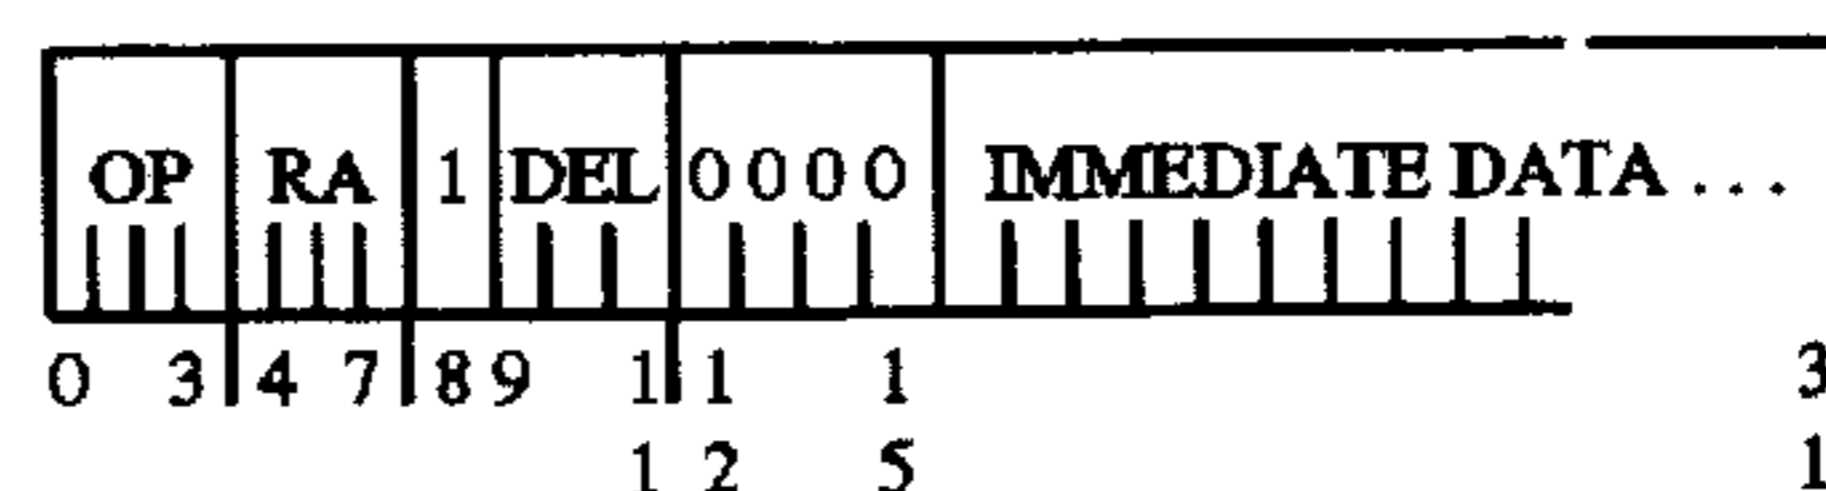 OP RA 1 DEL 0 0 0 0 IMMEDIATE DATA ...
0 3 4 7 8 9 1 1 1 3
1 2 5 1